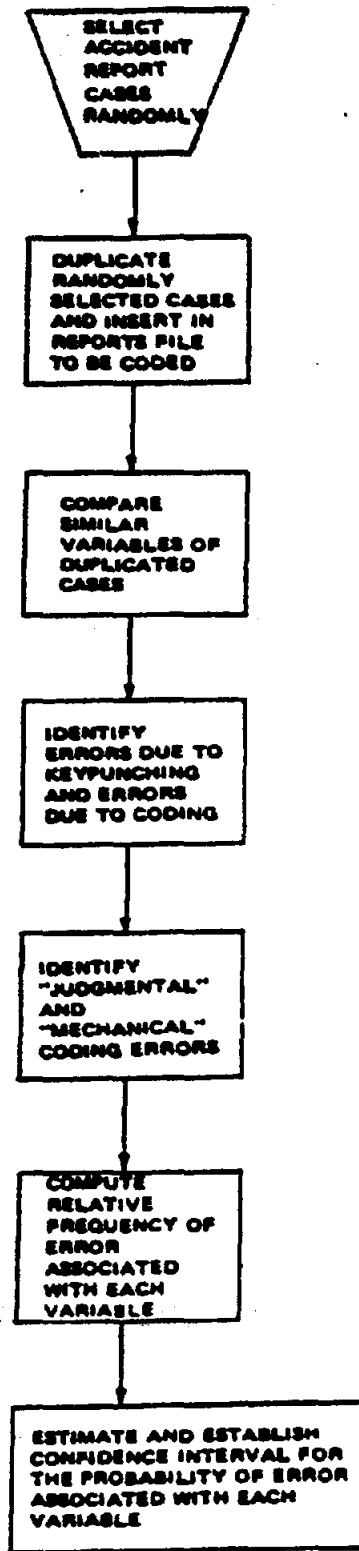 SELECT
ACCIDENT
REPORT
CASES
RANDOMLY
DUPLICATE
RANDOMLY
SELECTED CASES
AND INSERT IN
REPORTS FILE
TO BE CODED
COMPARE
SIMILAR
VARIABLES OF
DUPLICATED
CASES
IDENTIFY
ERRORS DUE TO
KEYPUNCHING
AND ERRORS
DUE TO CODING
IDENTIFY
"JUDGMENTAL"
AND
"MECHANICAL"
CODING ERRORS
COMPUTE
RELATIVE
FREQUENCY OF
ERROR
ASSOCIATED
WITH EACH
VARIABLE
ESTIMATE AND ESTABLISH
CONFIDENCE INTERVAL FOR
THE PROBABILITY OF ERROR
ASSOCIATED WITH EACH
VARIABLE